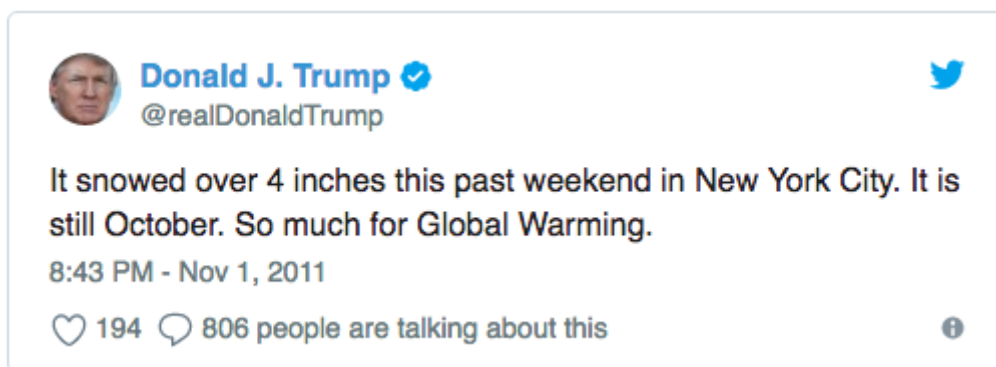 Donald J. Trump
@realDonaldTrump
It snowed over 4 inches this past weekend in New York City. It is
still October. So much for Global Warming.
8:43 PM - Nov 1, 2011
194 806 people are talking about this